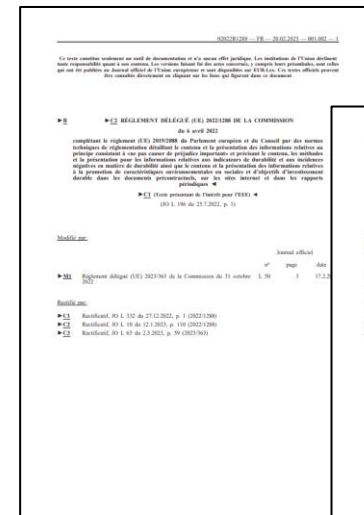 02022R1288 — FR — 20.02.2023 — 001.002 — 1
Ce texte constitue seulement un outil de documentation et n'a aucun effet juridique. Les institutions de l'Union déclinent
toute responsabilité quant à son contenu. Les versions faisant foi des actes concernés, y compris leurs préambules, sont celles
qui ont été publiées au Journal officiel de l'Union européenne et sont disponibles sur EUR-Lex. Ces textes officiels peuvent
être consultés directement en cliquant sur les liens qui figurent dans ce document
►B ►C2 RÈGLEMENT DÉLÉGUÉ (UE) 2022/1288 DE LA COMMISSION
du 6 avril 2022
complétant le règlement (UE) 2019/2088 du Parlement européen et du Conseil par des normes
techniques de réglementation détaillant le contenu et la présentation des informations relatives au
principe consistant à «ne pas causer de préjudice important» et précisant le contenu, les méthodes
et la présentation pour les informations relatives aux indicateurs de durabilité et aux incidences
négatives en matière de durabilité ainsi que le contenu et la présentation des informations relatives
à la promotion de caractéristiques environnementales ou sociales et d'objectifs d'investissement
durable dans les documents précontractuels, sur les sites internet et dans les rapports
périodiques ◄
►C1 (Texte présentant de l'intérêt pour l'EEE) ◄
(JO L 196 du 25.7.2022, p. 1)
Modifié par:
Journal officiel
n° page date
►M1 Règlement délégué (UE) 2023/363 de la Commission du 31 octobre L 50 3 17.2.2
2022
Rectifié par:
►C1 Rectificatif, JO L 332 du 27.12.2022, p. 1 (2022/1288)
►C2 Rectificatif, JO L 10 du 12.1.2023, p. 110 (2022/1288)
►C3 Rectificatif, JO L 65 du 2.3.2023, p. 59 (2023/363)